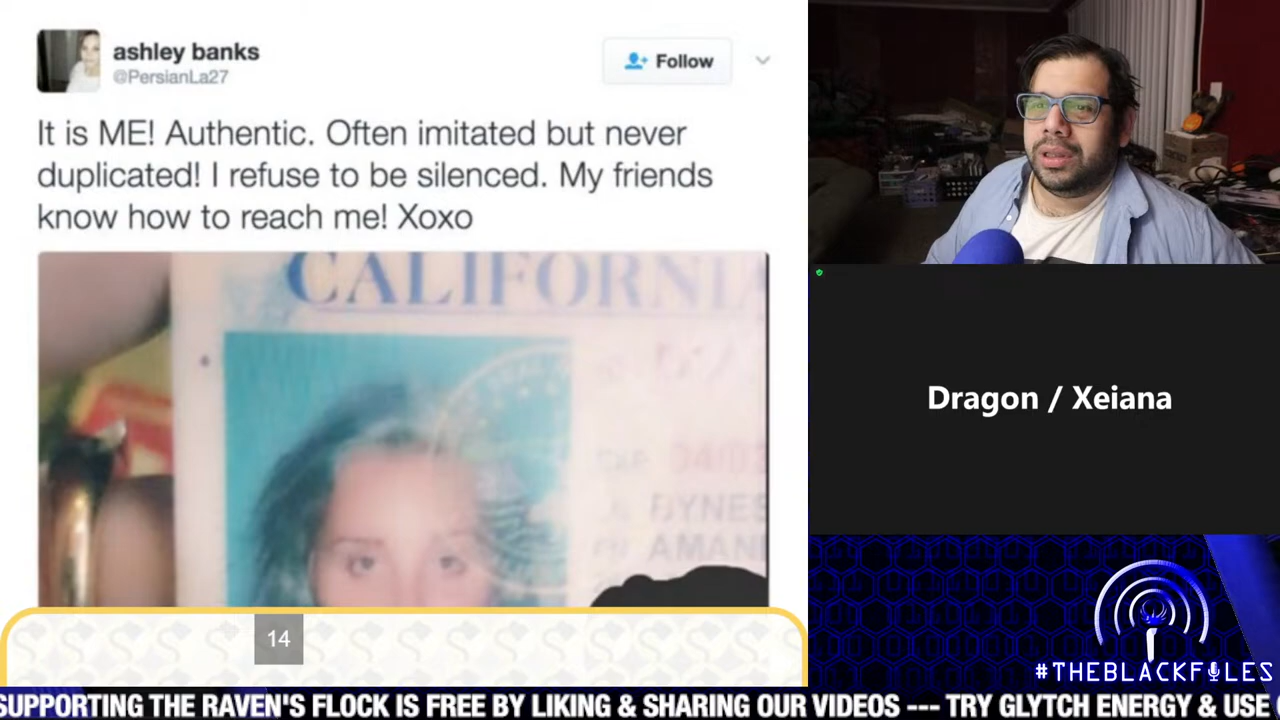 ashley banks
@PersianLa27
Follow
It is ME! Authentic. Often imitated but never
duplicated! I refuse to be silenced. My friends
know how to reach me! Xoxo
CALIFORNIA
BYNES
14
Dragon / Xeiana
#THEBLACKFILES
SUPPORTING THE RAVEN'S FLOCK IS FREE BY LIKING & SHARING OUR VIDEOS --- TRY GLYTCH ENERGY & USE